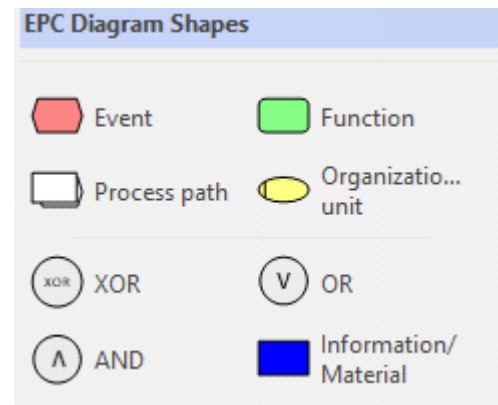 EPC Diagram Shapes
Event
Function
Process path
Organizatio...
unit
XOR
XOR
V
OR
Λ
AND
Information/
Material